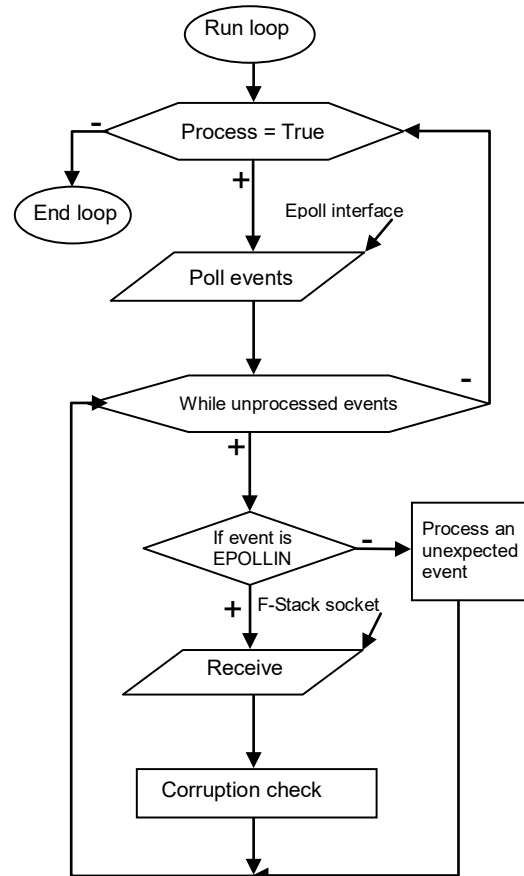 Run loop
-
Process = True
+
End loop
Epoll interface
Poll events
-
While unprocessed events
+
If event is
EPOLLIN
-
Process an
unexpected
event
+
F-Stack socket
Receive
Corruption check